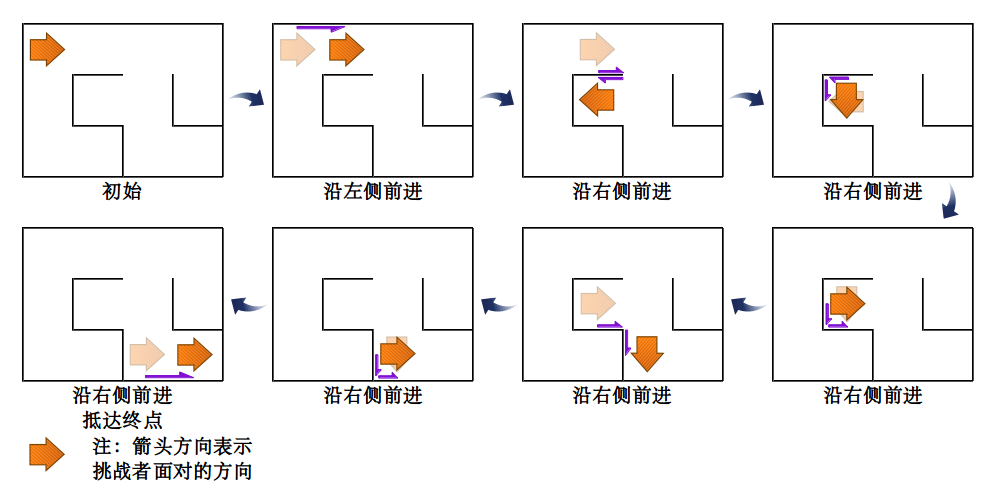 初始
沿左侧前进
沿右侧前进
沿右侧前进
沿右侧前进
沿右侧前进
沿右侧前进
沿右侧前进
抵达终点
注：箭头方向表示
挑战者面对的方向